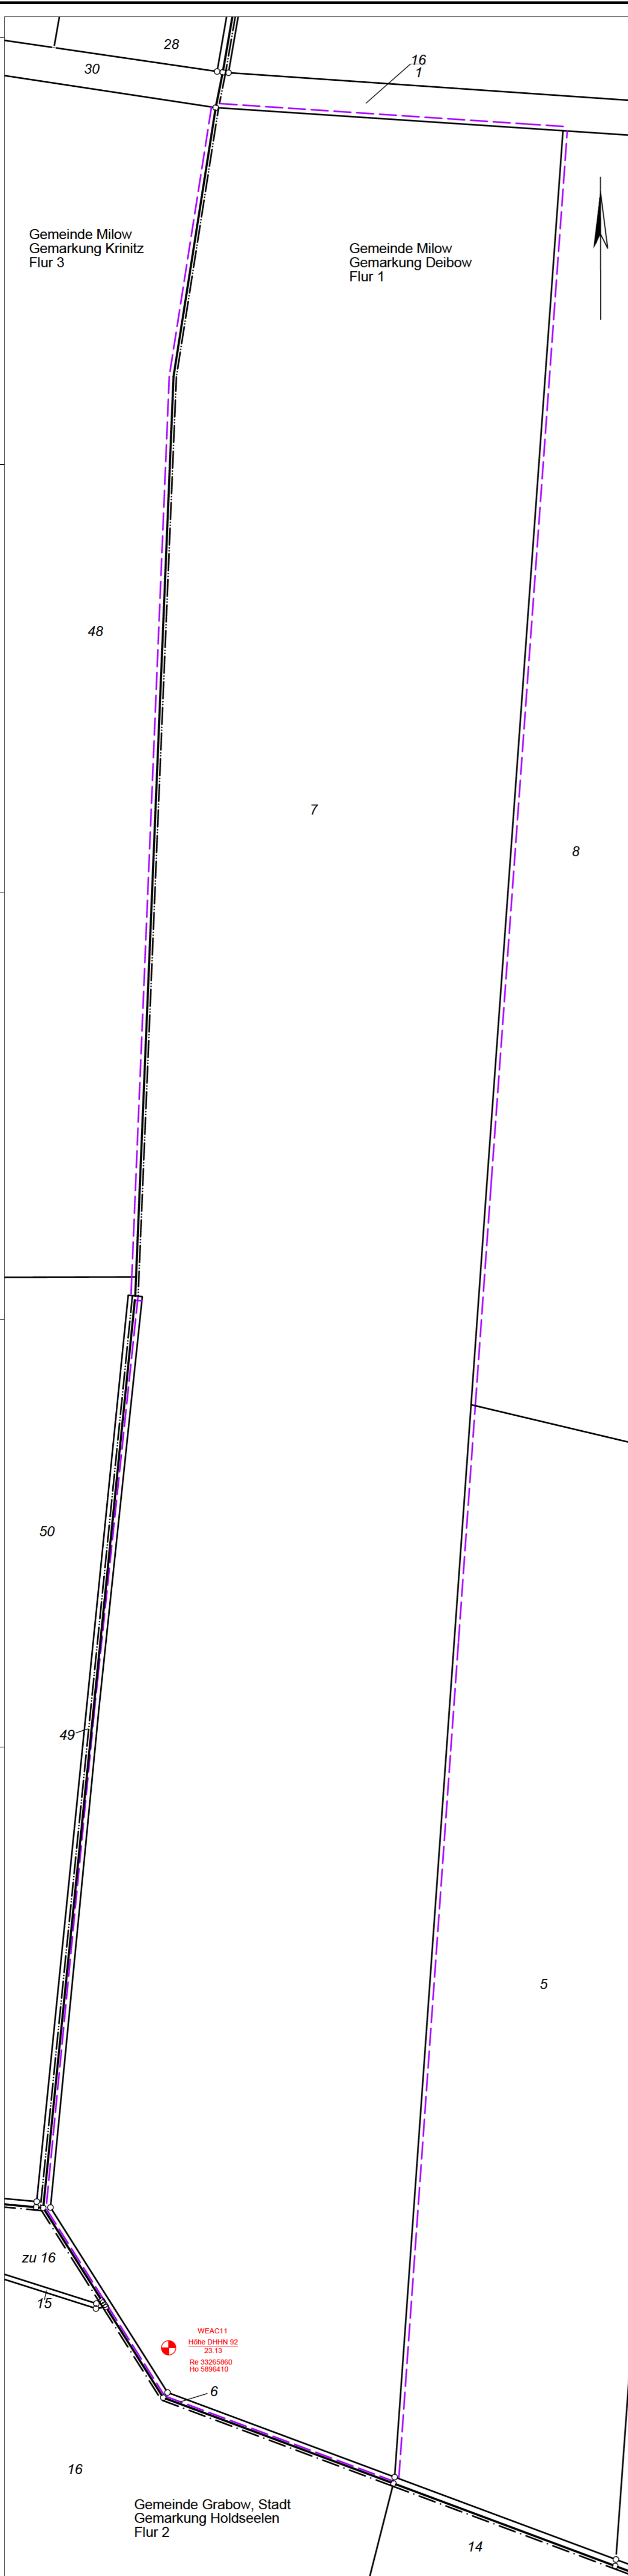 28
30
16
1
Gemeinde Milow
Gemarkung Krinitz
Flur 3
Gemeinde Milow
Gemarkung Deibow
Flur 1
48
7
8
50
49
5
zu 16
15
WEAC11
Höhe DHHN 92
23.13
Re 33265860
Ho 5896410
6
16
Gemeinde Grabow, Stadt
Gemarkung Holdseelen
Flur 2
14